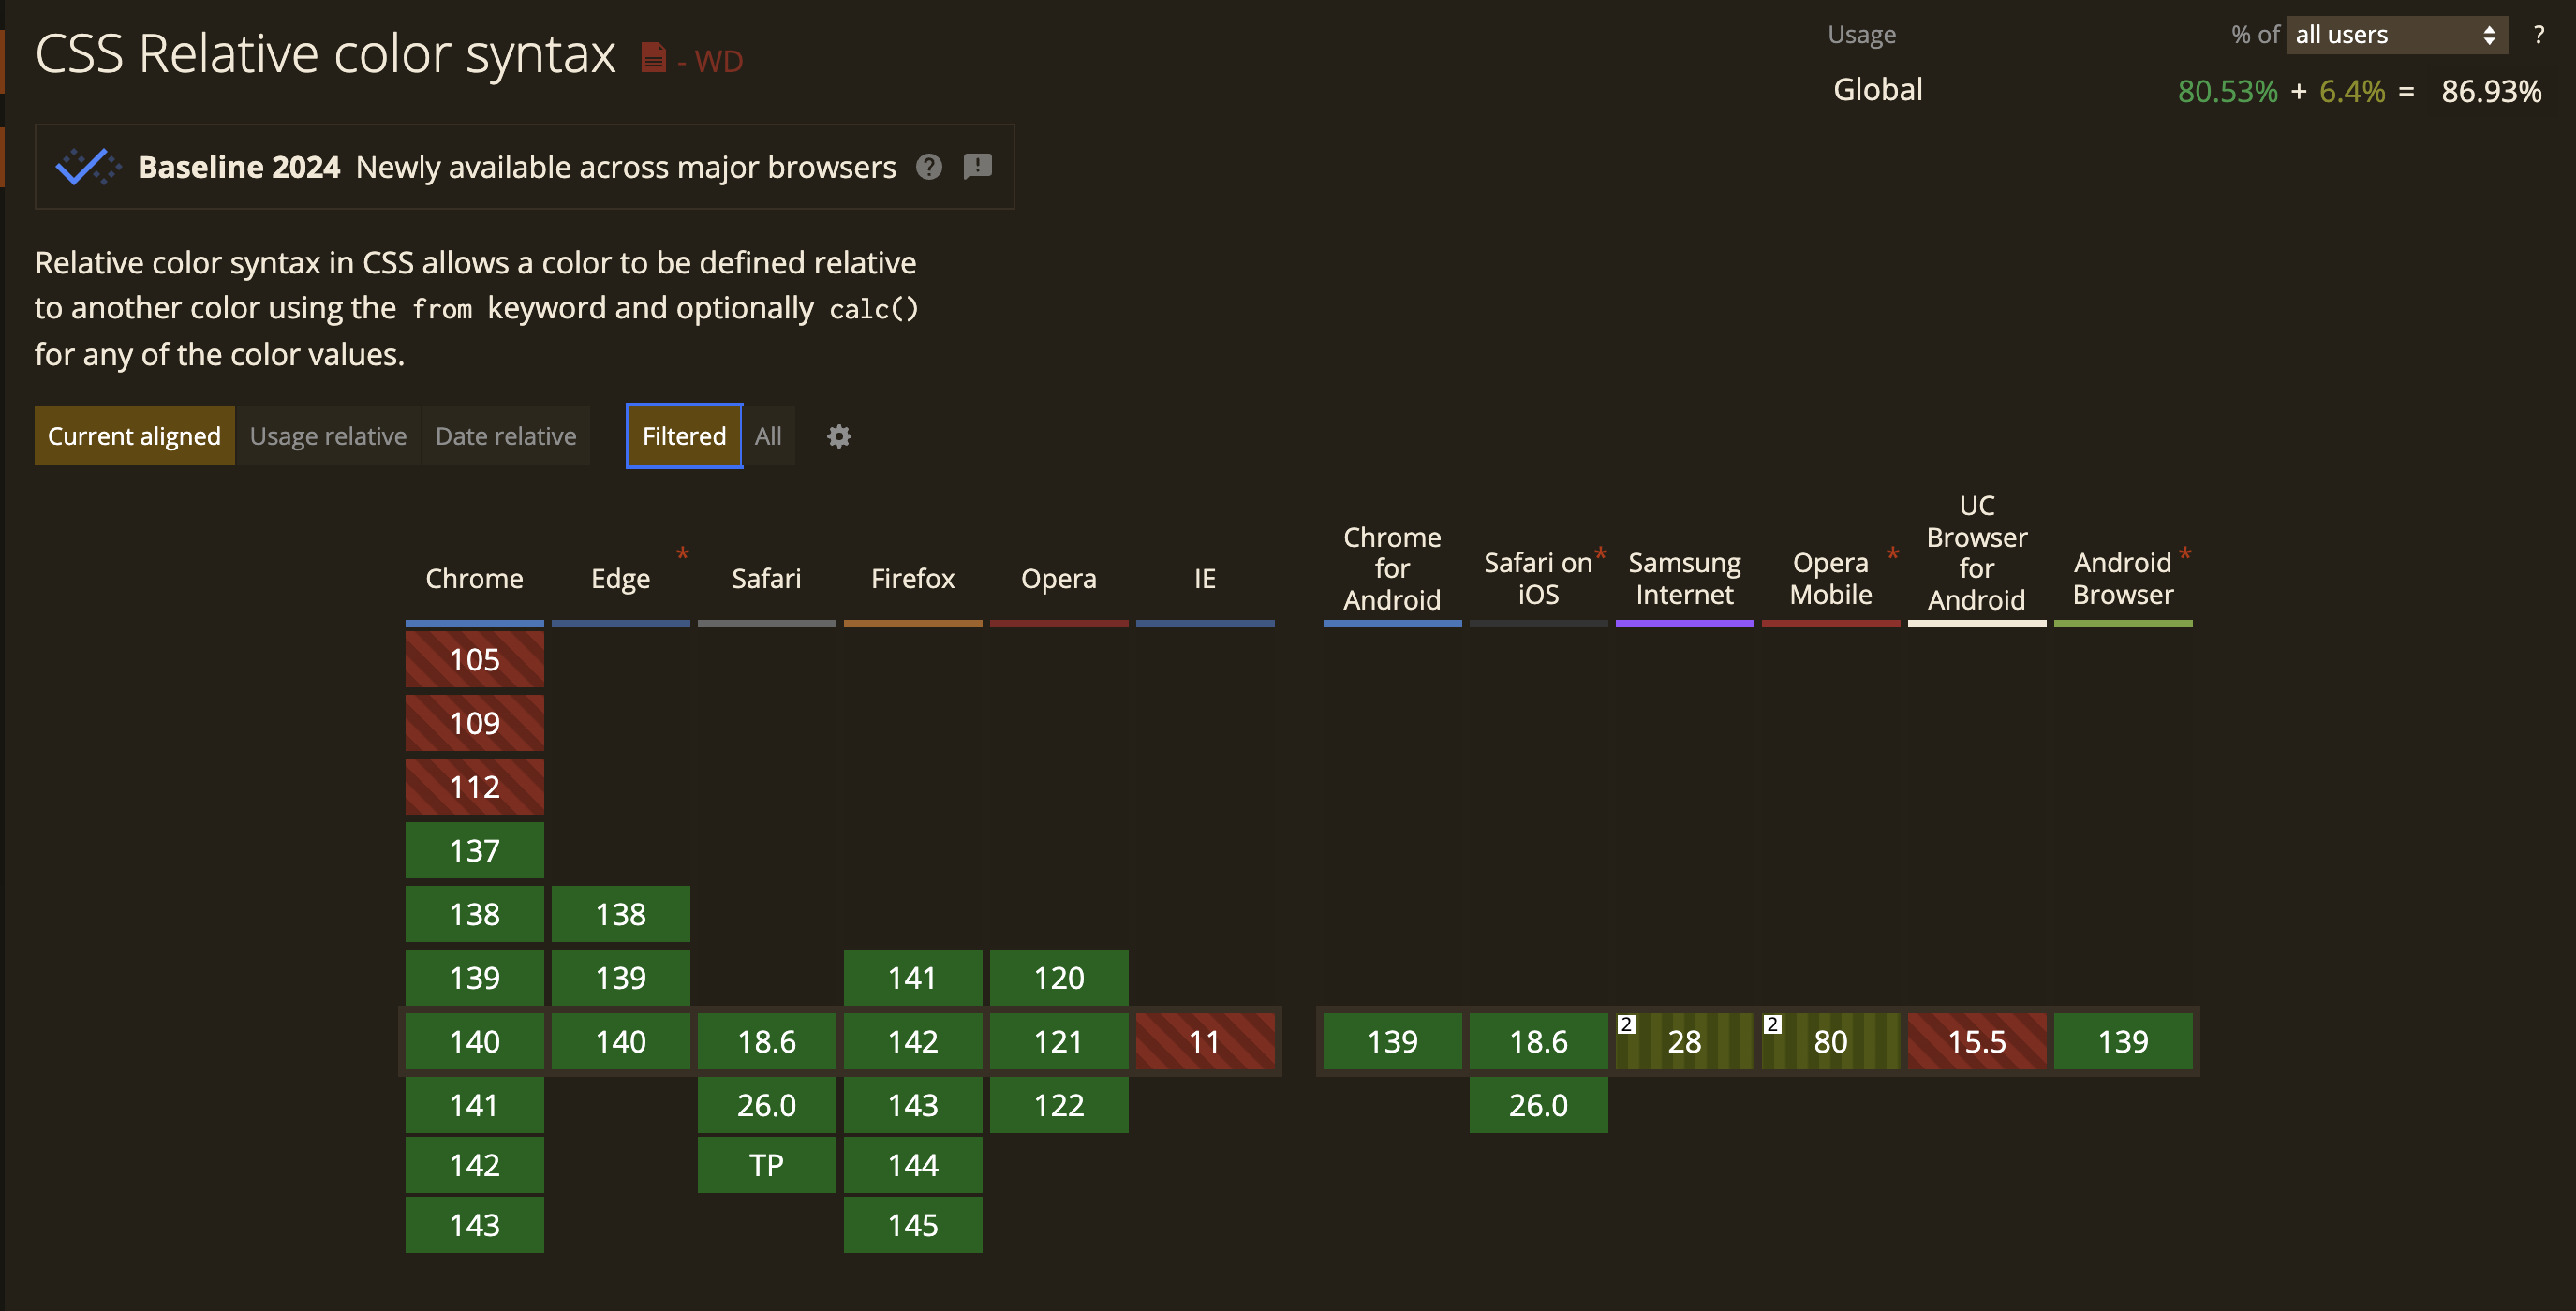 CSS Relative color syntax - WD
Usage % of all users ?
Global 80.53% + 6.4% = 86.93%
Baseline 2024 Newly available across major browsers ?
Relative color syntax in CSS allows a color to be defined relative
to another color using the from keyword and optionally calc()
for any of the color values.
Current aligned Usage relative Date relative Filtered All
Chrome
Edge *
Safari
Firefox
Opera
IE
Chrome
for
Android
Safari on *
iOS
Samsung
Internet
Opera *
Mobile
UC
Browser
for
Android
Android *
Browser
105
109
112
137
138 138
139 139 141 120
140 140 18.6 142 121 11 139 18.6 2 28 2 80 15.5 139
141 26.0 143 122 26.0
142 TP 144
143 145